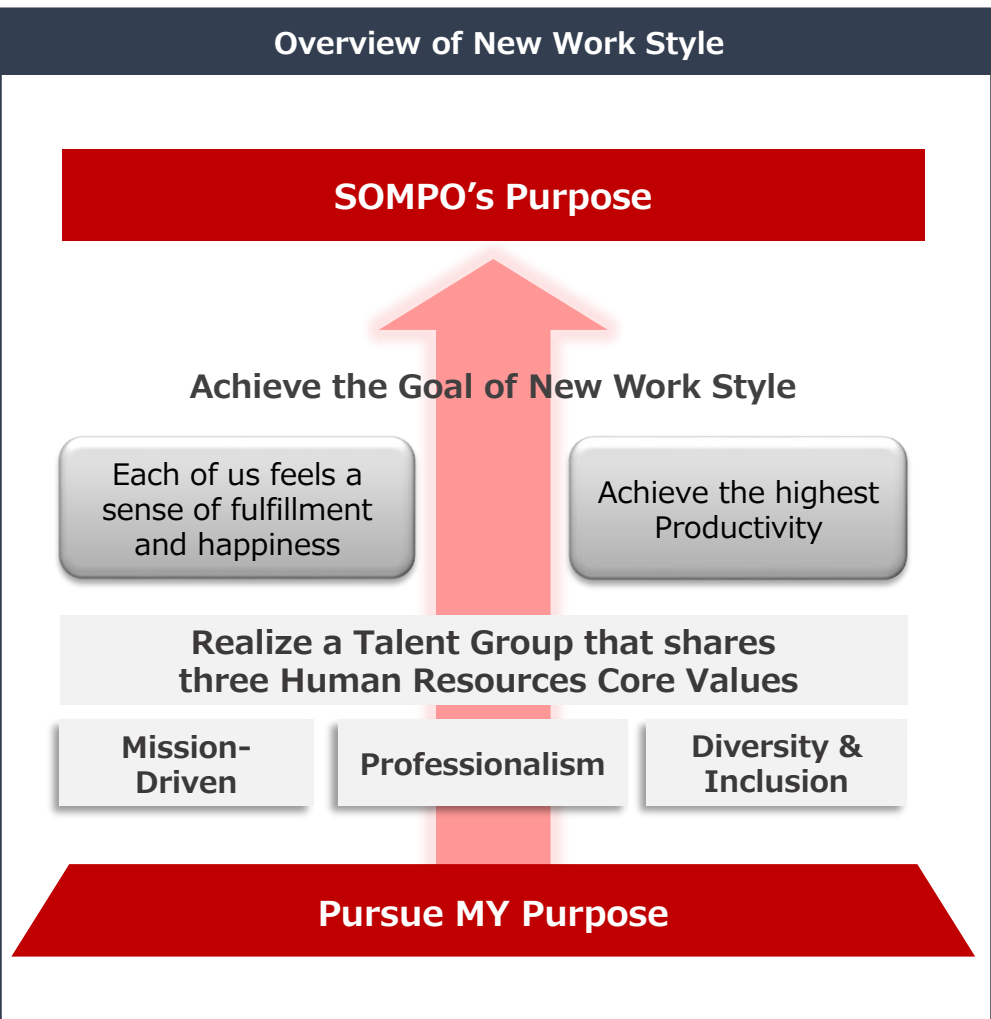 Overview of New Work Style
SOMPO’s Purpose
Achieve the Goal of New Work Style
Each of us feels a
sense of fulfillment
and happiness
Achieve the highest
Productivity
Realize a Talent Group that shares
three Human Resources Core Values
Mission-
Driven
Professionalism
Diversity &
Inclusion
Pursue MY Purpose